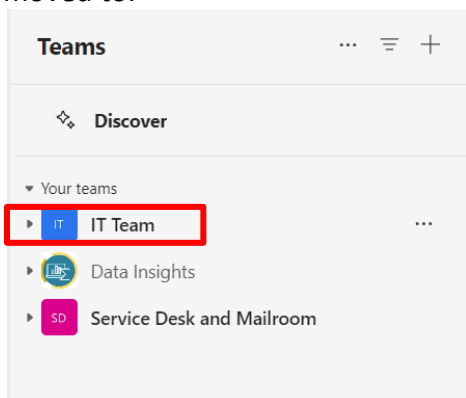 moved to.
Teams
Discover
Your teams
IT IT Team
Data Insights
SD Service Desk and Mailroom